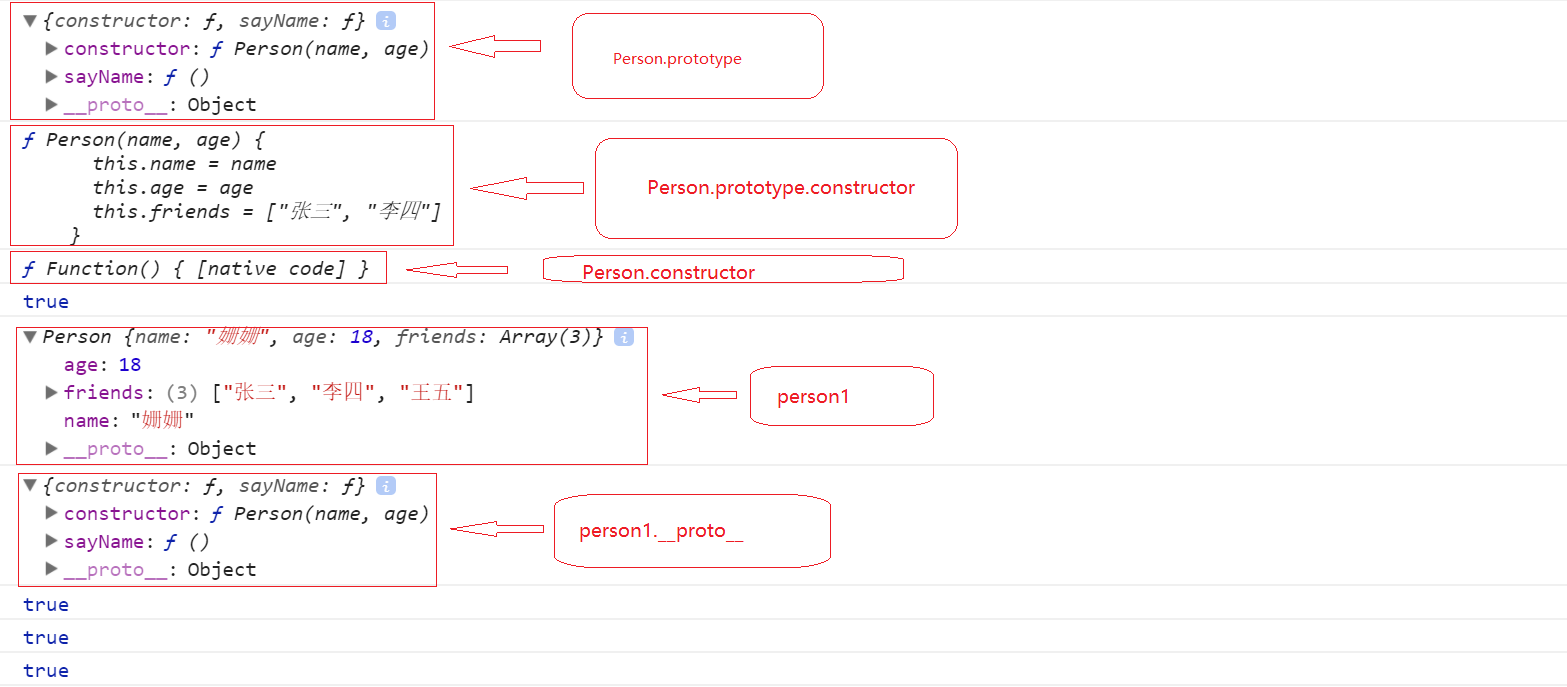 ▼{constructor: ƒ, sayName: ƒ} i
▶constructor: ƒ Person(name, age)
▶sayName: ƒ ()
▶__proto__: Object
Person.prototype
ƒ Person(name, age) {
this.name = name
this.age = age
this.friends = ["张三", "李四"]
}
Person.prototype.constructor
ƒ Function() { [native code] }
Person.constructor
true
▼Person {name: "姗姗", age: 18, friends: Array(3)} i
age: 18
▶friends: (3) ["张三", "李四", "王五"]
name: "姗姗"
▶__proto__: Object
person1
▼{constructor: ƒ, sayName: ƒ} i
▶constructor: ƒ Person(name, age)
▶sayName: ƒ ()
▶__proto__: Object
person1.__proto__
true
true
true